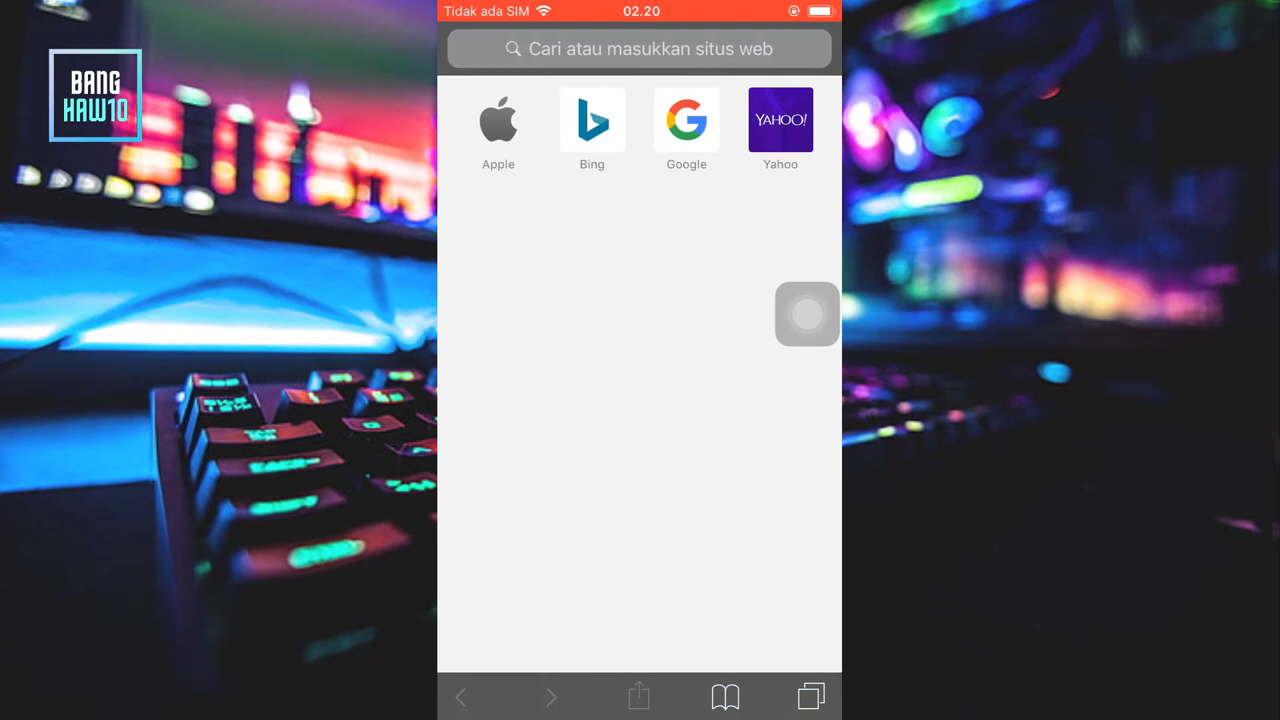 BANG
HAW10
Tidak ada SIM
02.20
Cari atau masukkan situs web
Apple
Bing
YAHOO!
Google
Yahoo